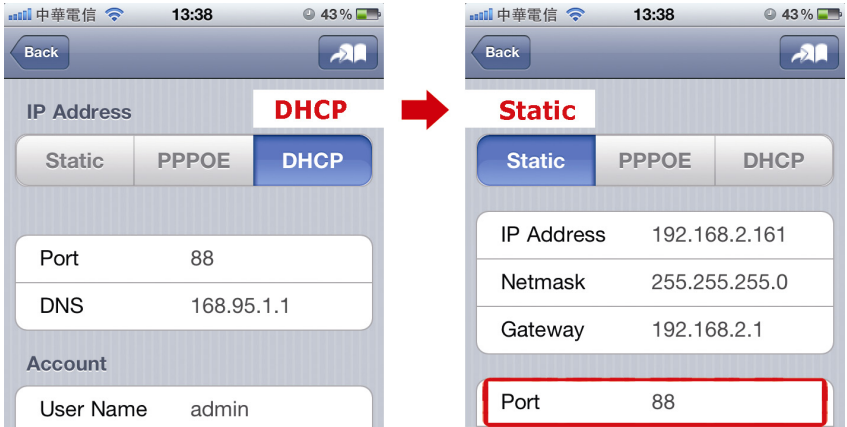 中華電信 13:38 43%
Back
IP Address
DHCP
Static PPPOE DHCP
Port 88
DNS 168.95.1.1
Account
User Name admin
中華電信 13:38 43%
Back
Static
Static PPPOE DHCP
IP Address 192.168.2.161
Netmask 255.255.255.0
Gateway 192.168.2.1
Port 88